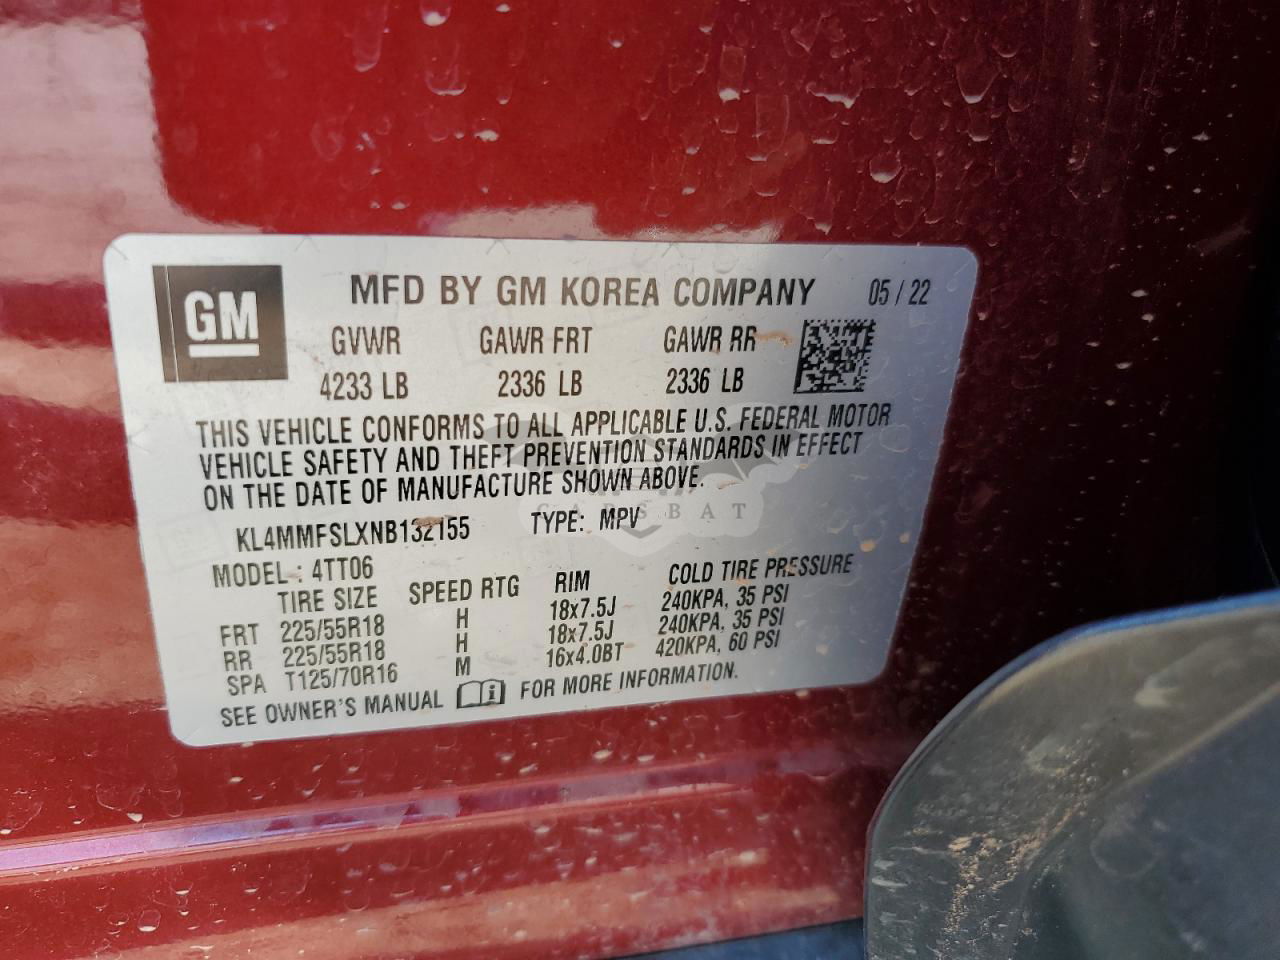 GM
MFD BY GM KOREA COMPANY 05/22
GVWR GAWR FRT GAWR RR
4233 LB 2336 LB 2336 LB
THIS VEHICLE CONFORMS TO ALL APPLICABLE U.S. FEDERAL MOTOR
VEHICLE SAFETY AND THEFT PREVENTION STANDARDS IN EFFECT
ON THE DATE OF MANUFACTURE SHOWN ABOVE.
CARSBAT
KL4MMFSLXNB132155 TYPE: MPV
MODEL: 4TT06
TIRE SIZE SPEED RTG RIM COLD TIRE PRESSURE
FRT 225/55R18 H 18x7.5J 240KPA, 35 PSI
RR 225/55R18 H 18x7.5J 240KPA, 35 PSI
SPA T125/70R16 M 16x4.0BT 420KPA, 60 PSI
SEE OWNER'S MANUAL i FOR MORE INFORMATION.